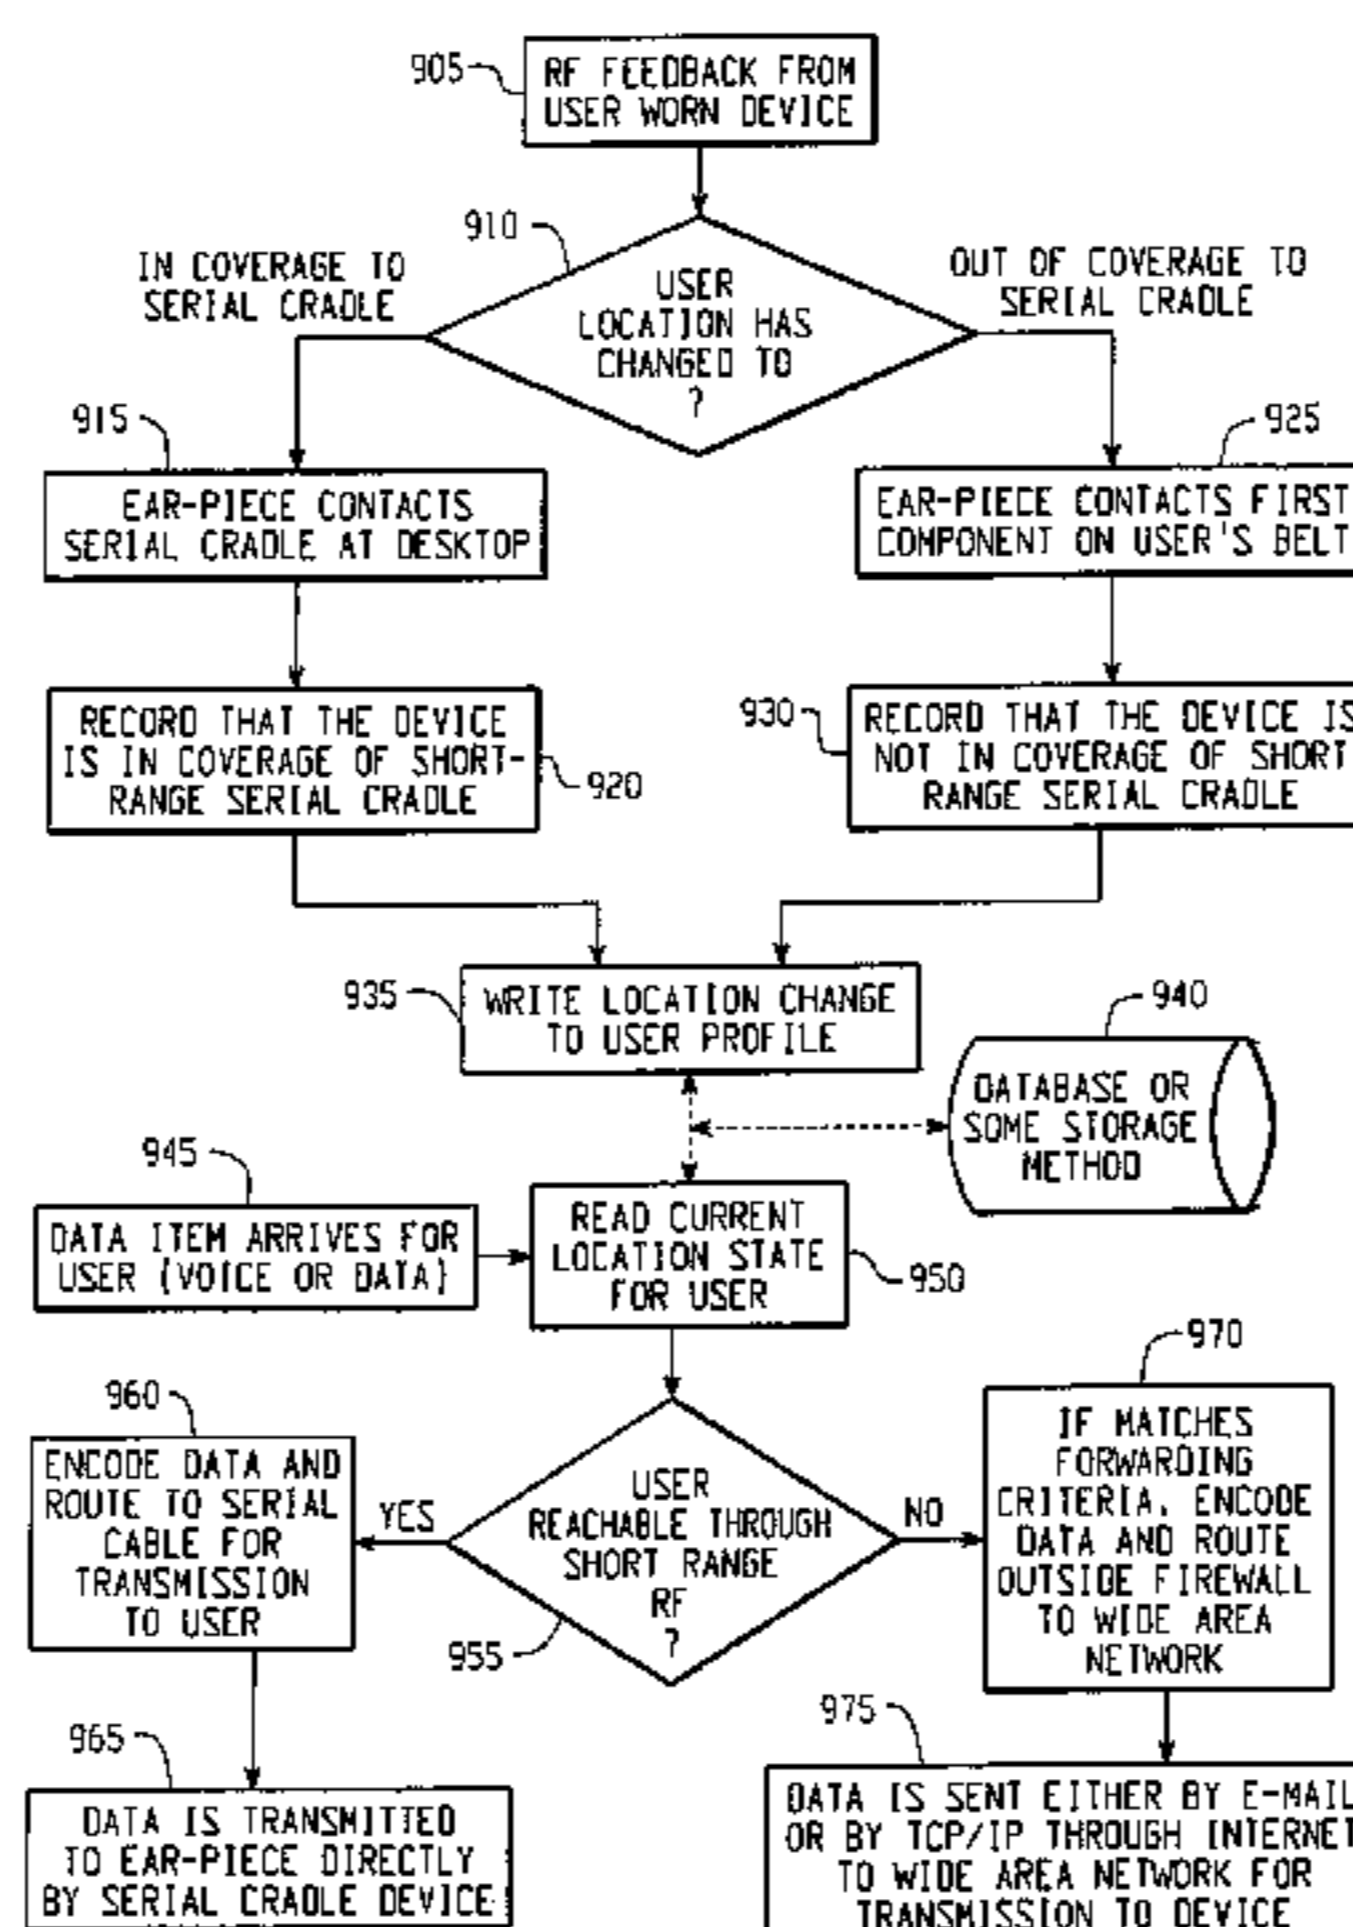 905
RF FEEDBACK FROM
USER WORN DEVICE
910
IN COVERAGE TO
SERIAL CRADLE
USER
LOCATION HAS
CHANGED TO
?
OUT OF COVERAGE TO
SERIAL CRADLE
915
EAR-PIECE CONTACTS
SERIAL CRADLE AT DESKTOP
925
EAR-PIECE CONTACTS FIRST
COMPONENT ON USER'S BELT
RECORD THAT THE DEVICE
IS IN COVERAGE OF SHORT-
RANGE SERIAL CRADLE
920
930
RECORD THAT THE DEVICE IS
NOT IN COVERAGE OF SHORT
RANGE SERIAL CRADLE
935
WRITE LOCATION CHANGE
TO USER PROFILE
940
DATABASE OR
SOME STORAGE
METHOD
945
DATA ITEM ARRIVES FOR
USER (VOICE OR DATA)
READ CURRENT
LOCATION STATE
FOR USER
950
960
ENCODE DATA AND
ROUTE TO SERIAL
CABLE FOR
TRANSMISSION
TO USER
YES
USER
REACHABLE THROUGH
SHORT RANGE
RF
?
955
NO
970
IF MATCHES
FORWARDING
CRITERIA, ENCODE
DATA AND ROUTE
OUTSIDE FIREWALL
TO WIDE AREA
NETWORK
965
DATA IS TRANSMITTED
TO EAR-PIECE DIRECTLY
BY SERIAL CRADLE DEVICE
975
DATA IS SENT EITHER BY E-MAIL
OR BY TCP/IP THROUGH INTERNET
TO WIDE AREA NETWORK FOR
TRANSMISSION TO DEVICE